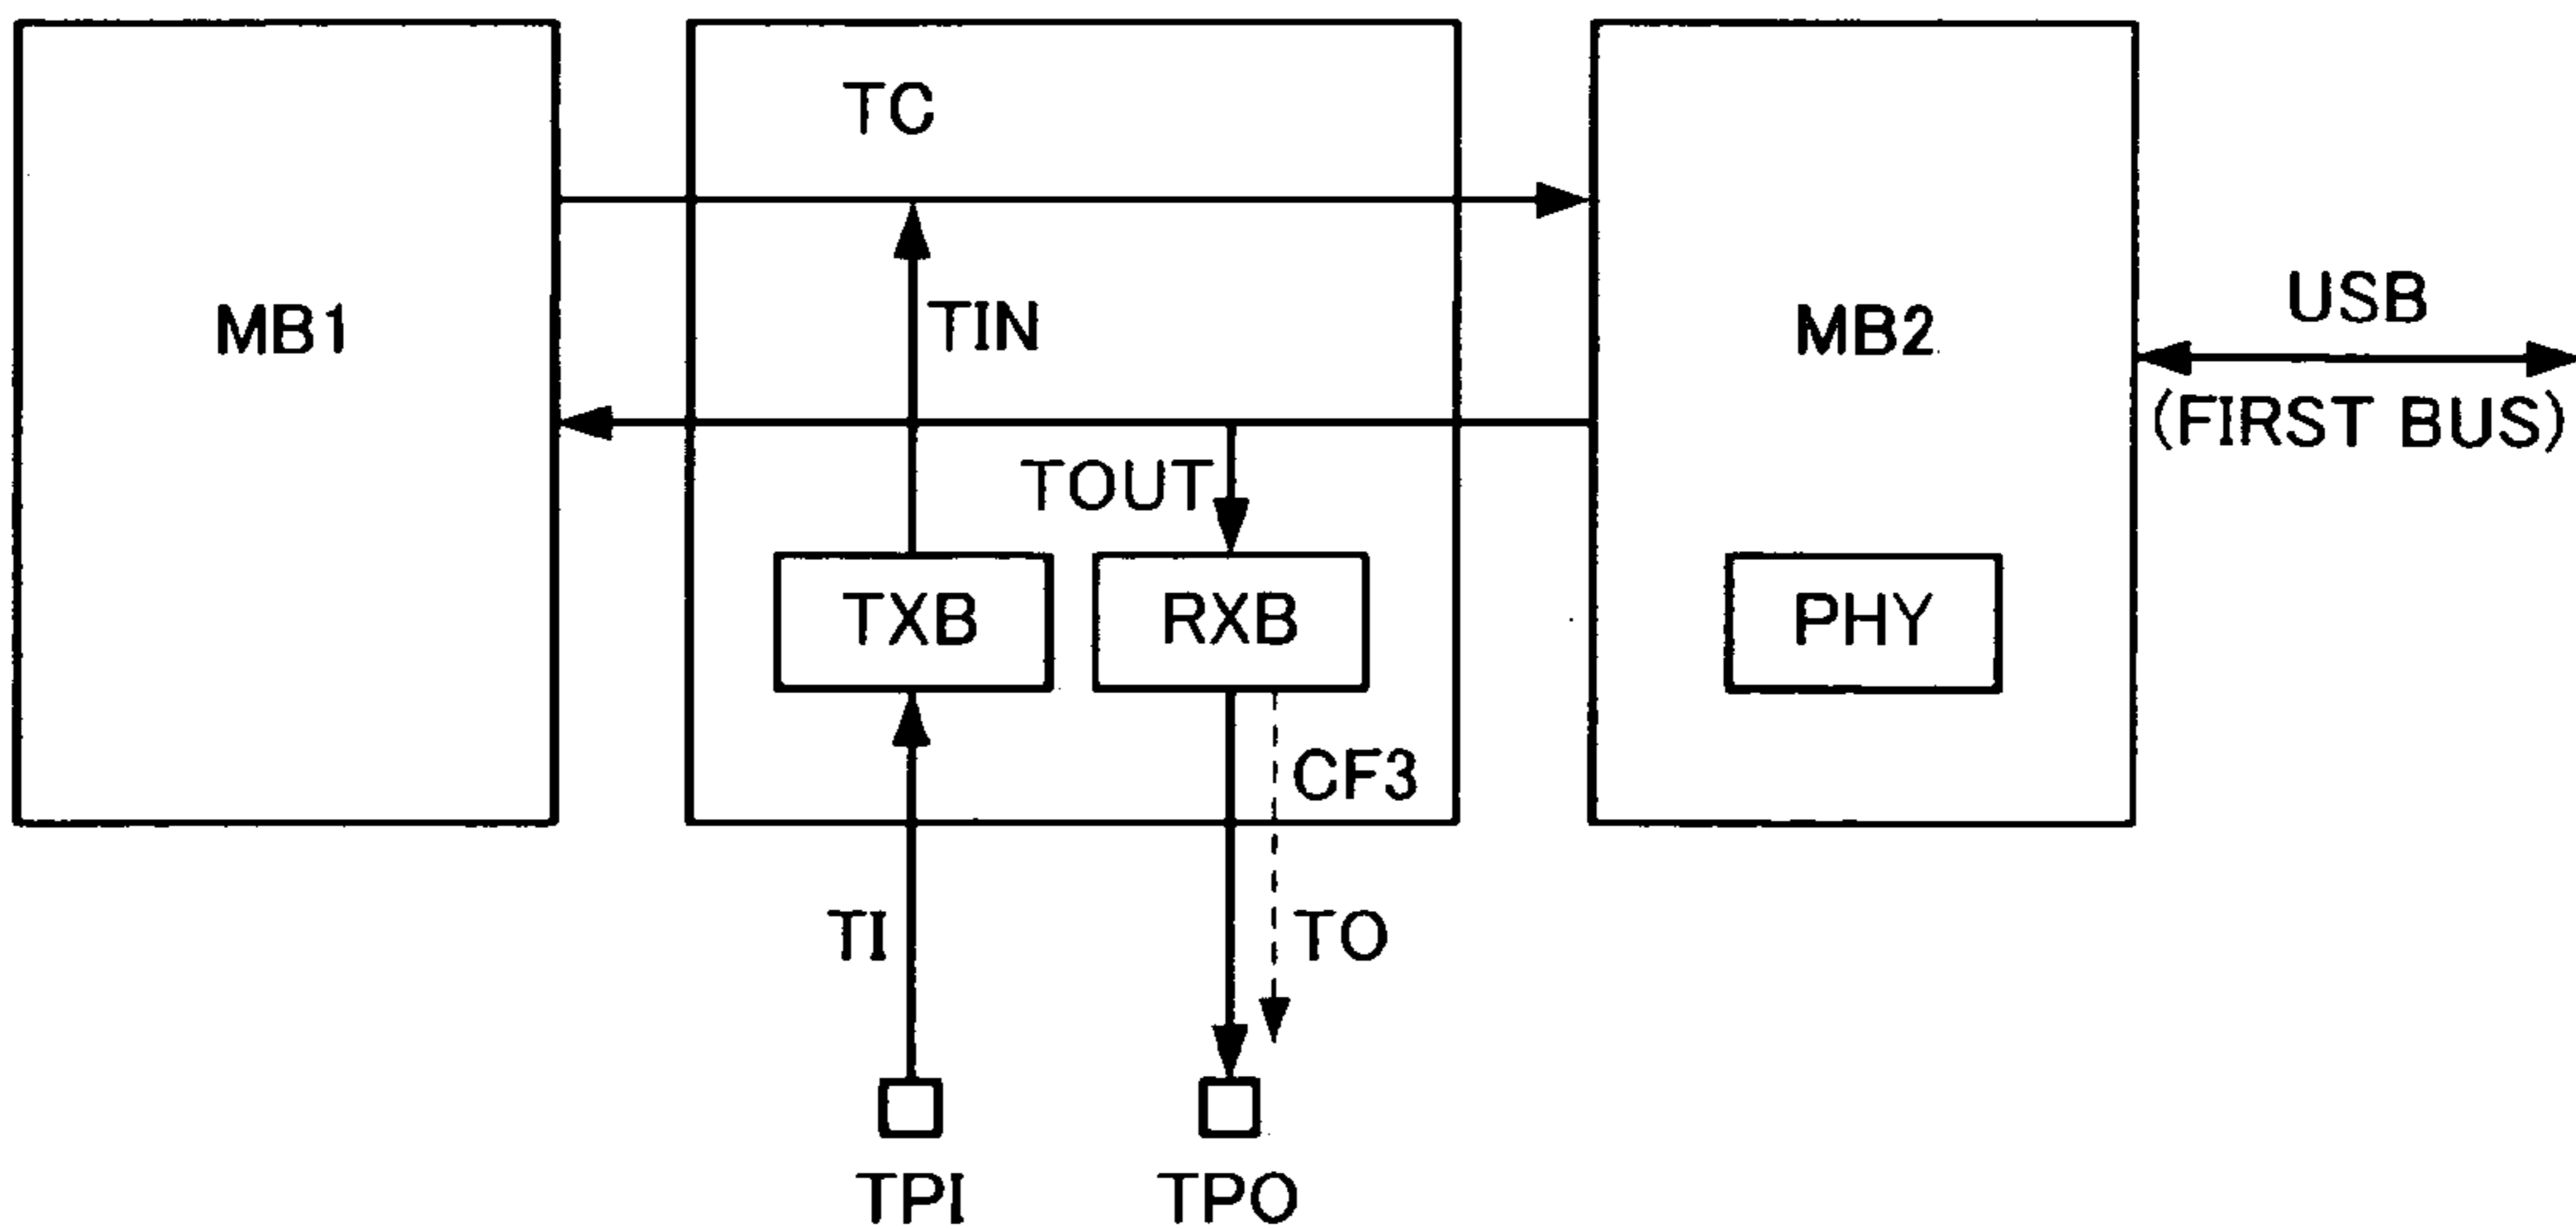 TC
USB
MB1
TIN
MB2
(FIRST BUS)
TOUT
TXB
RXB
PHY
CF3
TI
TO
TPI
TPO